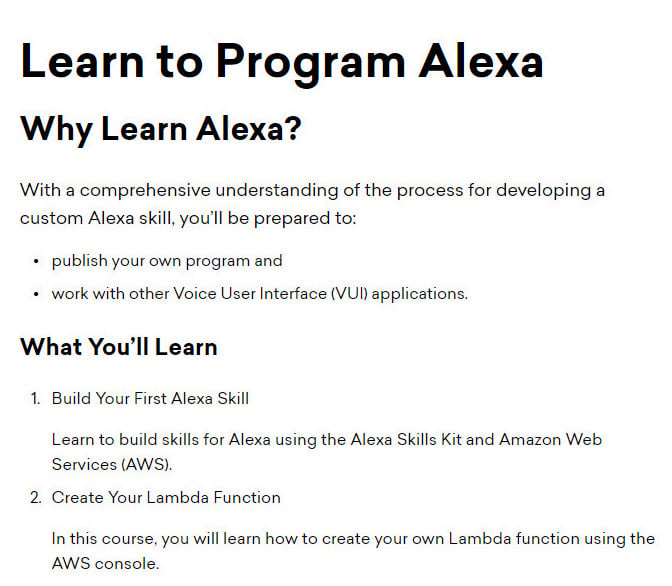 Learn to Program Alexa
Why Learn Alexa?
With a comprehensive understanding of the process for developing a
custom Alexa skill, you’ll be prepared to:
• publish your own program and
• work with other Voice User Interface (VUI) applications.
What You’ll Learn
1. Build Your First Alexa Skill
Learn to build skills for Alexa using the Alexa Skills Kit and Amazon Web
Services (AWS).
2. Create Your Lambda Function
In this course, you will learn how to create your own Lambda function using the
AWS console.